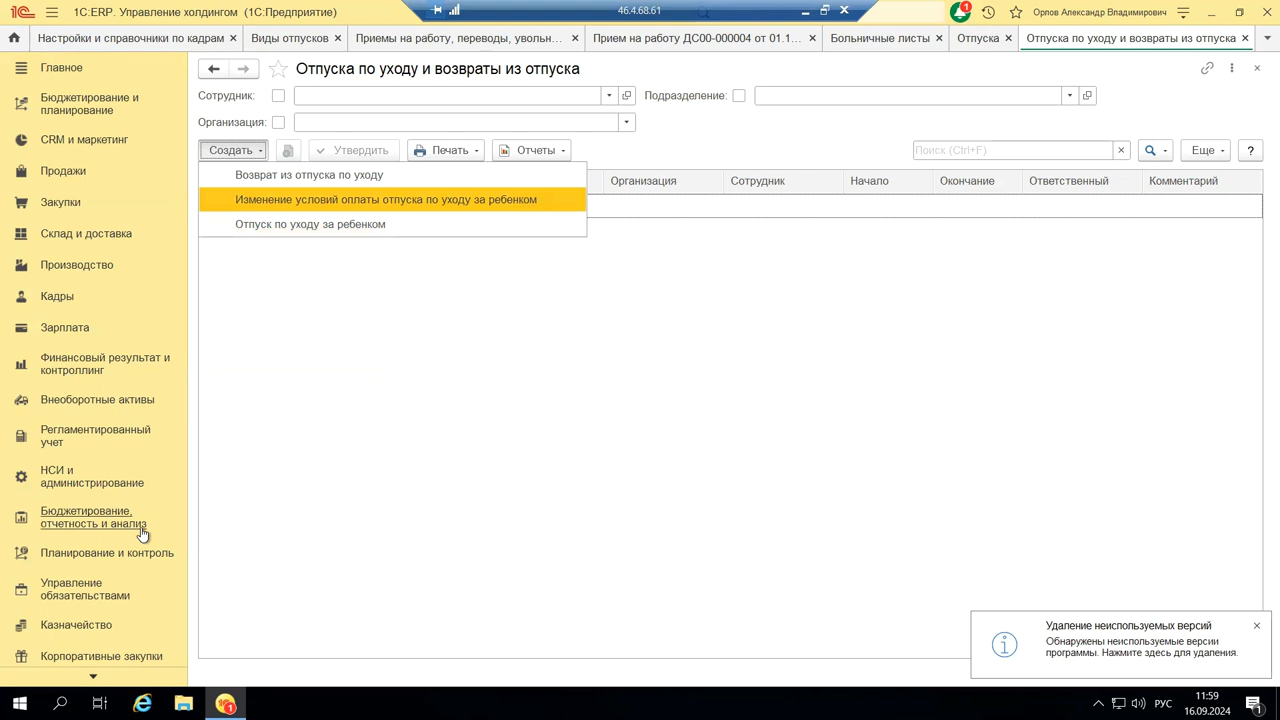 1С:ERP. Управление холдингом (1С:Предприятие)
46.4.68.61
1
Орлов Александр Владимирович
Настройки и справочники по кадрам
Виды отпусков
Приемы на работу, переводы, увольн...
Прием на работу ДС00-000004 от 01.1...
Больничные листы
Отпуска
Отпуска по уходу и возвраты из отпуска
Главное
Бюджетирование и
планирование
CRM и маркетинг
Продажи
Закупки
Склад и доставка
Производство
Кадры
Зарплата
Финансовый результат и
контроллинг
Внеоборотные активы
Регламентированный
учет
НСИ и
администрирование
Бюджетирование,
отчетность и анализ
Планирование и контроль
Управление
обязательствами
Казначейство
Корпоративные закупки
Отпуска по уходу и возвраты из отпуска
Сотрудник:
Подразделение:
Организация:
Создать
Утвердить
Печать
Отчеты
Поиск (Ctrl+F)
Еще
?
Возврат из отпуска по уходу
Изменение условий оплаты отпуска по уходу за ребенком
Отпуск по уходу за ребенком
Организация
Сотрудник
Начало
Окончание
Ответственный
Комментарий
Удаление неиспользуемых версий
Обнаружены неиспользуемые версии
программы. Нажмите здесь для удаления.
1
РУС
11:59
16.09.2024
1